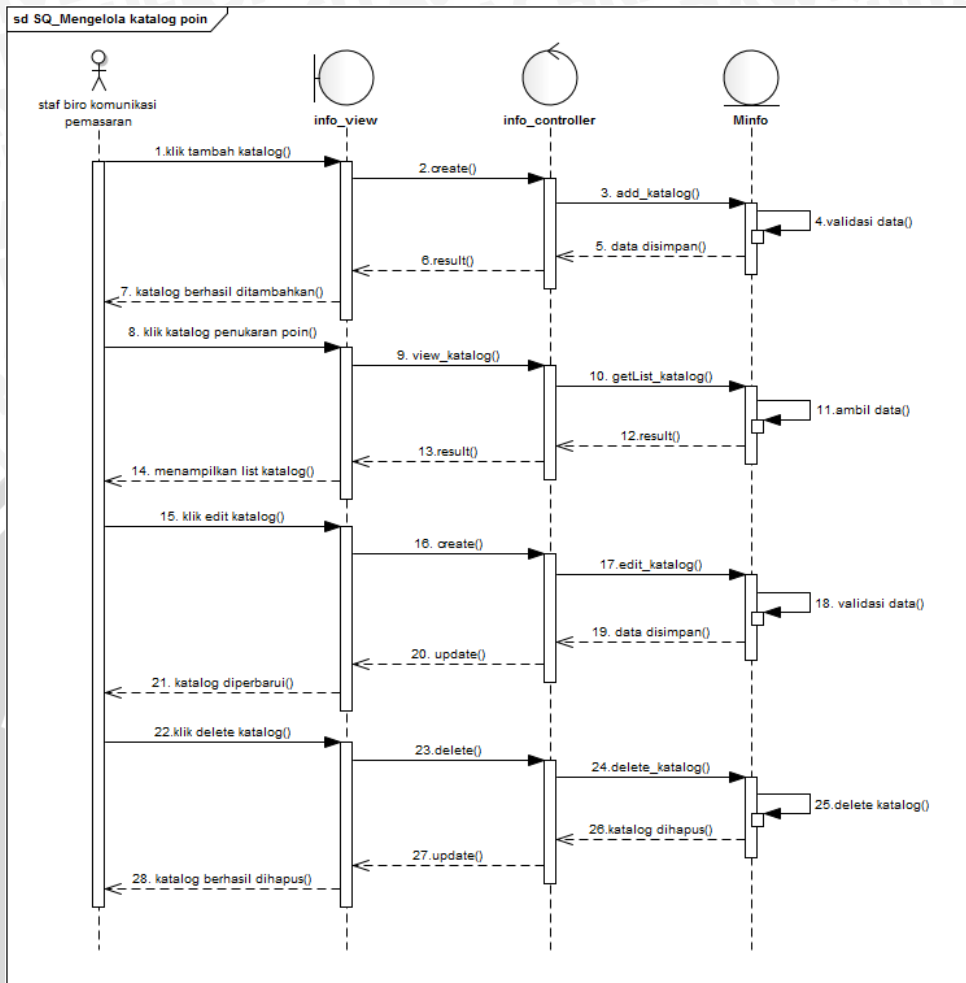 sd SQ_Mengelola katalog poin
staf biro komunikasi
pemasaran
info_view
info_controller
Minfo
1.klik tambah katalog()
2.create()
3. add_katalog()
4.validasi data()
5. data disimpan()
6.result()
7. katalog berhasil ditambahkan()
8. klik katalog penukaran poin()
9. view_katalog()
10. getList_katalog()
11.ambil data()
12.result()
13.result()
14. menampilkan list katalog()
15. klik edit katalog()
16. create()
17.edit_katalog()
18. validasi data()
19. data disimpan()
20. update()
21. katalog diperbarui()
22.klik delete katalog()
23.delete()
24.delete_katalog()
25.delete katalog()
26.katalog dihapus()
27.update()
28. katalog berhasil dihapus()